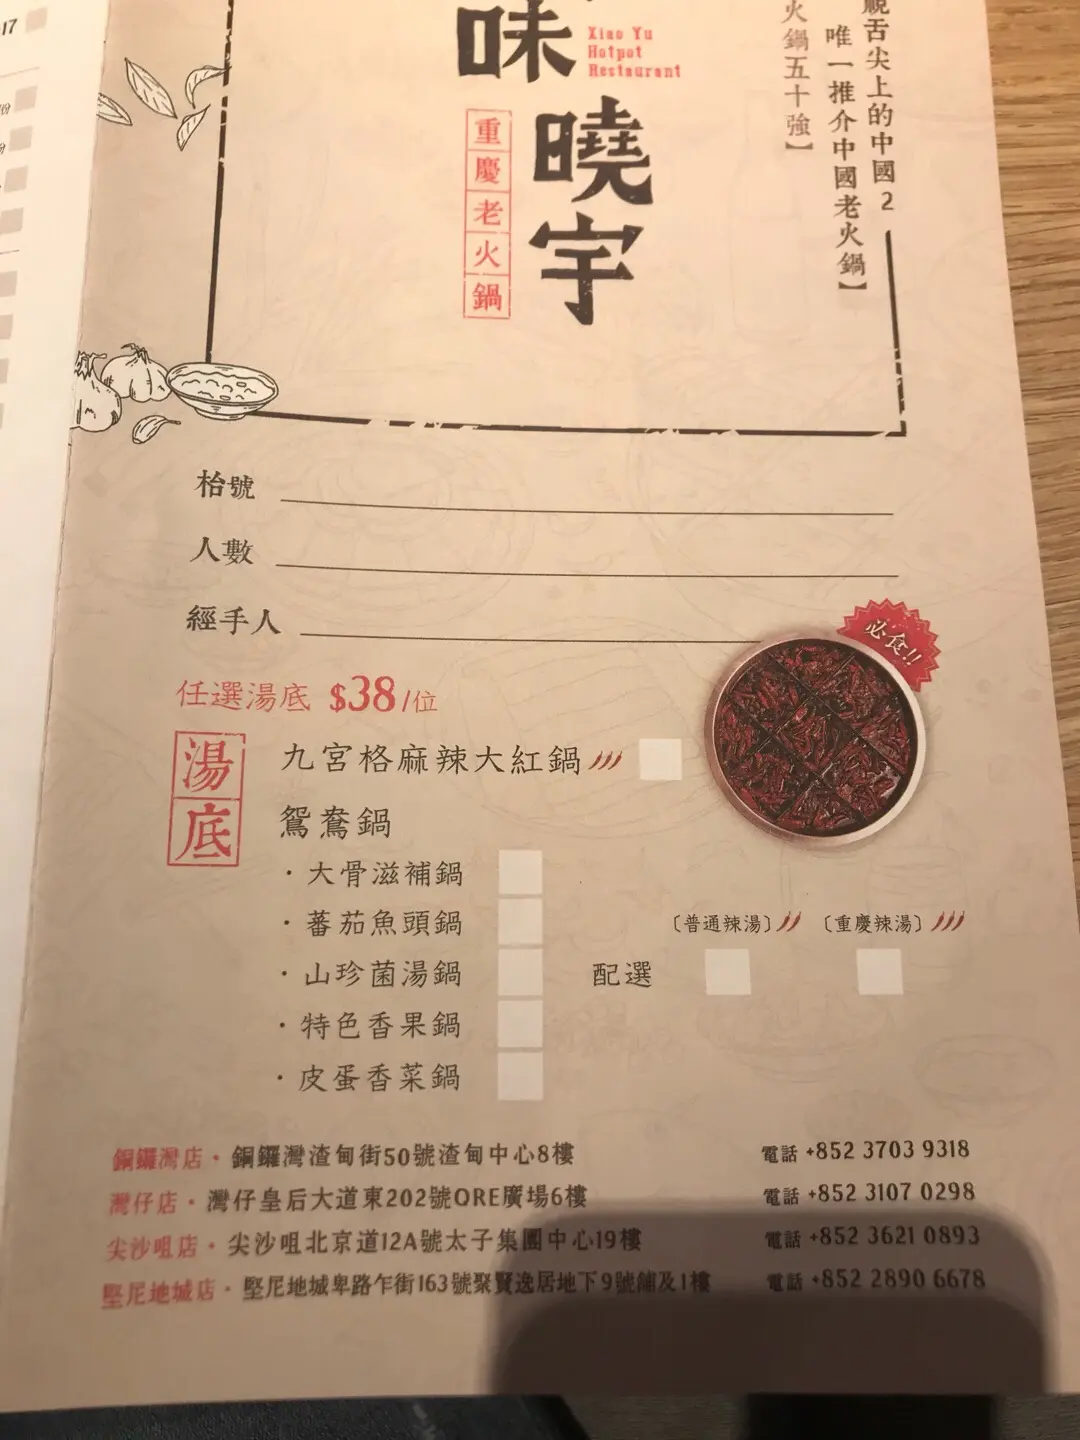 17
味
Xiao Yu
Hotpot
Restaurant
曉宇
重慶老火鍋
視舌尖上的中國2
唯一推介中國老火鍋】
火鍋五十強】
枱號
人數
經手人
必食!!
任選湯底 $38/位
湯底
九宮格麻辣大紅鍋
鴛鴦鍋
·大骨滋補鍋
·蕃茄魚頭鍋
〔普通辣湯〕 〔重慶辣湯〕
·山珍菌湯鍋 配選
·特色香果鍋
·皮蛋香菜鍋
銅鑼灣店·銅鑼灣渣甸街50號渣甸中心8樓 電話 +852 3703 9318
灣仔店·灣仔皇后大道東202號QRE廣場6樓 電話 +852 3107 0298
尖沙咀店·尖沙咀北京道12A號太子集團中心19樓 電話 +852 3621 0893
堅尼地城店·堅尼地城卑路乍街163號聚賢逸居地下9號舖及1樓 電話 +852 2890 6678